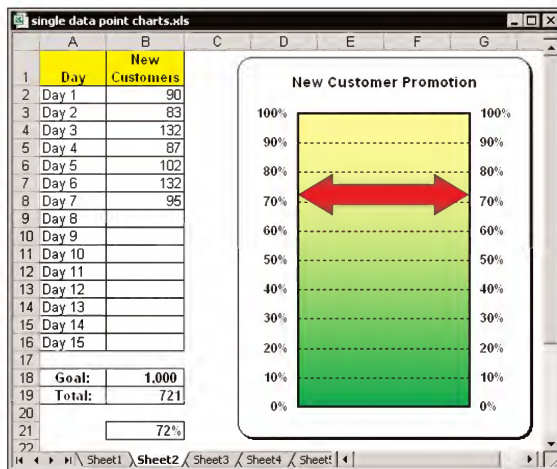 single data point charts.xls
A B C D E F G
1 Day New Customers
2 Day 1 90
3 Day 2 83
4 Day 3 132
5 Day 4 87
6 Day 5 102
7 Day 6 132
8 Day 7 95
9 Day 8
10 Day 9
11 Day 10
12 Day 11
13 Day 12
14 Day 13
15 Day 14
16 Day 15
17
18 Goal: 1,000
19 Total: 721
20
21 72%
22
New Customer Promotion
100% 100%
90% 90%
80% 80%
70% 70%
60% 60%
50% 50%
40% 40%
30% 30%
20% 20%
10% 10%
0% 0%
Sheet1 Sheet2 Sheet3 Sheet4